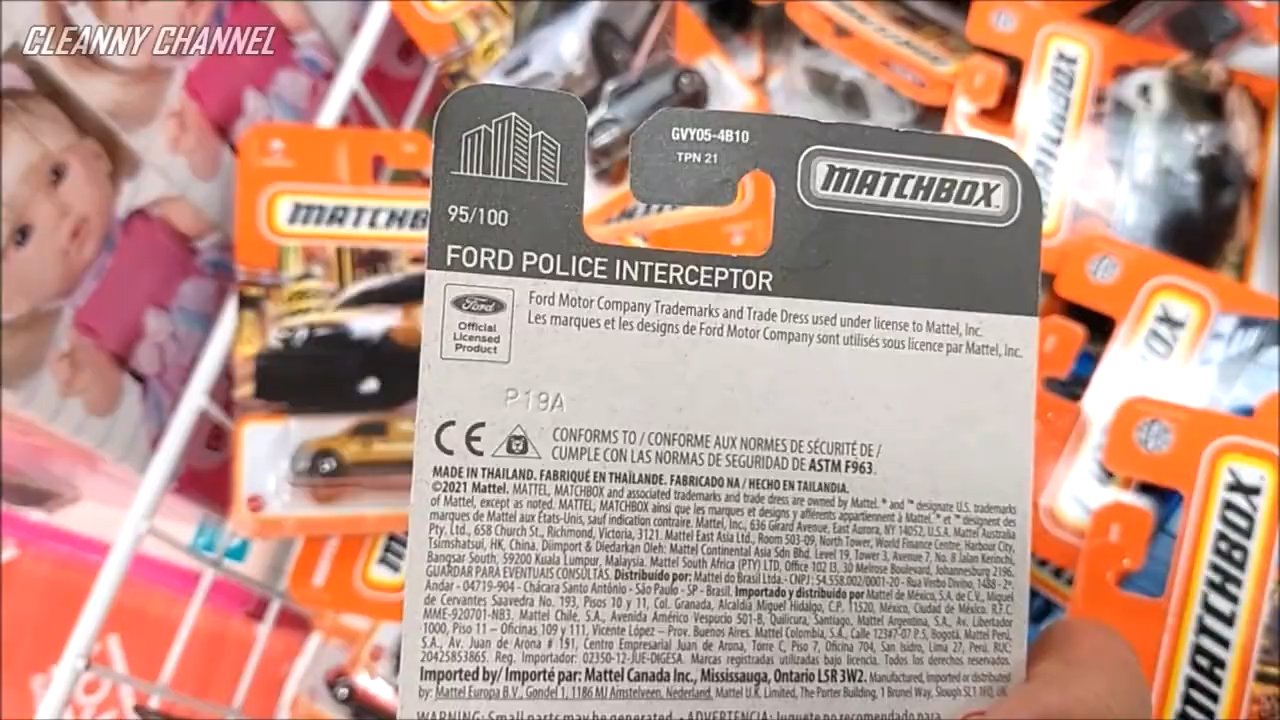 CLEANNY CHANNEL
GVY05-4B10
TPN 21
MATCHBOX
95/100
FORD POLICE INTERCEPTOR
Ford
Official
Licensed
Product
Ford Motor Company Trademarks and Trade Dress used under license to Mattel, Inc.
Les marques et les designs de Ford Motor Company sont utilisés sous licence par Mattel, Inc.
P19A
CE
CONFORMS TO / CONFORME AUX NORMES DE SÉCURITÉ DE /
CUMPLE CON LAS NORMAS DE SEGURIDAD DE ASTM F963.
MADE IN THAILAND. FABRIQUÉ EN THAÏLANDE. FABRICADO NA / HECHO EN TAILANDIA.
©2021 Mattel. MATTEL, MATCHBOX and associated trademarks and trade dress are owned by Mattel. ® and ™ designate U.S. trademarks
of Mattel, except as noted. MATTEL, MATCHBOX ainsi que les marques et designs y afférents appartiennent à Mattel. ® et ™ designent des
marques de Mattel aux États-Unis, sauf indication contraire. Mattel, Inc., 636 Girard Avenue, East Aurora, NY 14052, U.S.A. Mattel Australia
Pty. Ltd., 658 Church St., Richmond, Victoria, 3121. Mattel East Asia Ltd., Room 503-09, North Tower, World Finance Centre, Harbour City,
Tsimshatsui, HK, China. Diimport & Diedarkan Oleh: Mattel Continental Asia Sdn Bhd. Level 19, Tower 3, Avenue 7, No. 8 Jalan Kerinchi,
Bangsar South, 59200 Kuala Lumpur, Malaysia. Mattel South Africa (PTY) LTD, Office 102 I3, 30 Melrose Boulevard, Johannesburg 2196.
GUARDAR PARA EVENTUAIS CONSULTAS. Distribuido por: Mattel do Brasil Ltda. - CNPJ : 54.558.002/0001-20 - Rua Verbo Divino, 1488 - 2º
Andar - 04719-904 - Chácara Santo Antônio - São Paulo - SP - Brasil. Importado y distribuido por Mattel de México, S.A. de C.V., Miguel
de Cervantes Saavedra No. 193, Pisos 10 y 11, Col. Granada, Alcaldía Miguel Hidalgo, C.P. 11520, México, Ciudad de México. R.F.C.
MME-920701-NB3. Mattel Chile, S.A., Avenida Américo Vespucio 501-B, Quilicura, Santiago. Mattel Argentina, S.A., Av. Libertador
1000, Piso 11 – Oficinas 109 y 111, Vicente López – Prov. Buenos Aires. Mattel Colombia, S.A., Calle 123#7-07 P.5, Bogotá. Mattel Perú,
S.A., Av. Juan de Arona # 151, Centro Empresarial Juan de Arona, Torre C, Piso 7, Oficina 704, San Isidro, Lima 27, Perú. RUC:
20425853865. Reg. Importador: 02350-12-JUE-DIGESA. Marcas registradas utilizadas bajo licencia. Todos los derechos reservados.
Imported by/ Importé par: Mattel Canada Inc., Mississauga, Ontario L5R 3W2. Manufactured, imported or distributed
by: Mattel Europa B.V., Gondel 1, 1186 MJ Amstelveen, Nederland. Mattel U.K. Limited, The Porter Building, 1 Brunel Way, Slough SL1 1FQ, UK.
WARNING: Small parts may be generated. - ADVERTENCIA: Juguete no recomendado para
MATCHB
MATCHBOX
OX
MATCHBOX